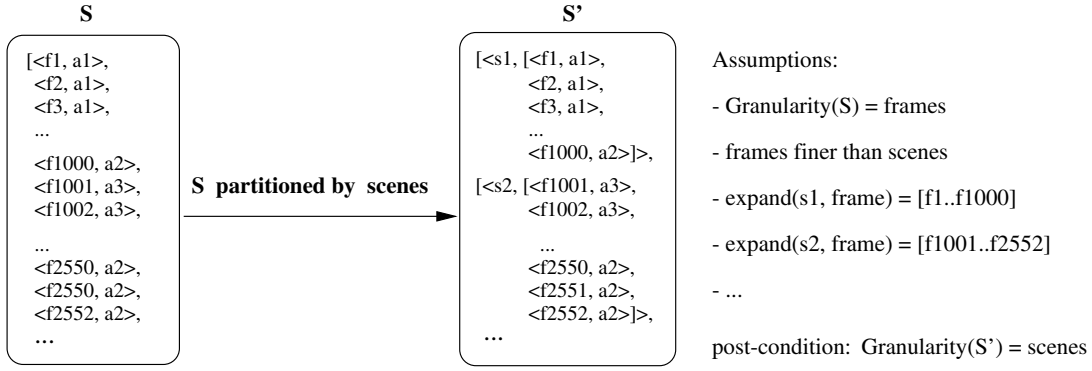 S
[<f1, a1>,
<f2, a1>,
<f3, a1>,
...
<f1000, a2>,
<f1001, a3>,
<f1002, a3>,
...
<f2550, a2>,
<f2550, a2>,
<f2552, a2>,
...
S partitioned by scenes
S’
[<s1, [<f1, a1>,
<f2, a1>,
<f3, a1>,
...
<f1000, a2>]>,
[<s2, [<f1001, a3>,
<f1002, a3>,
...
<f2550, a2>,
<f2551, a2>,
<f2552, a2>]>,
...
Assumptions:
- Granularity(S) = frames
- frames finer than scenes
- expand(s1, frame) = [f1..f1000]
- expand(s2, frame) = [f1001..f2552]
- ...
post-condition: Granularity(S’) = scenes